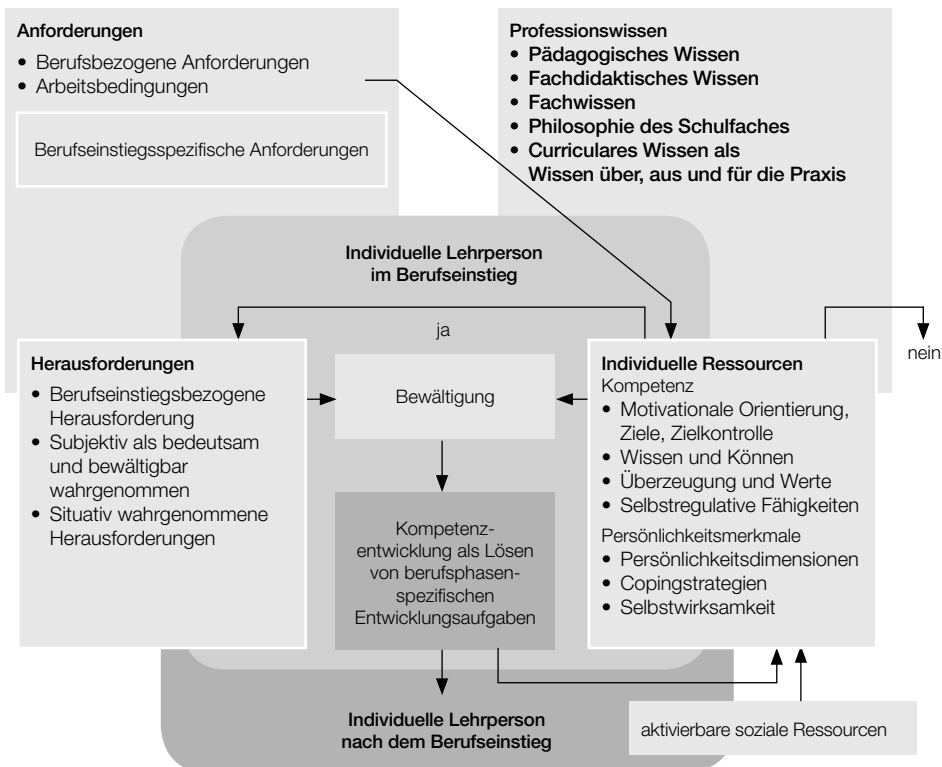 Anforderungen
• Berufsbezogene Anforderungen
• Arbeitsbedingungen
Berufseinstiegsspezifische Anforderungen
Professionswissen
• Pädagogisches Wissen
• Fachdidaktisches Wissen
• Fachwissen
• Philosophie des Schulfaches
• Curriculares Wissen als
Wissen über, aus und für die Praxis
Individuelle Lehrperson
im Berufseinstieg
ja
nein
Herausforderungen
• Berufseinstiegsbezogene
Herausforderung
• Subjektiv als bedeutsam
und bewältigbar
wahrgenommen
• Situativ wahrgenommene
Herausforderungen
Bewältigung
Kompetenz-
entwicklung als Lösen
von berufsphasen-
spezifischen
Entwicklungsaufgaben
Individuelle Ressourcen
Kompetenz
• Motivationale Orientierung,
Ziele, Zielkontrolle
• Wissen und Können
• Überzeugung und Werte
• Selbstregulative Fähigkeiten
Persönlichkeitsmerkmale
• Persönlichkeitsdimensionen
• Copingstrategien
• Selbstwirksamkeit
Individuelle Lehrperson
nach dem Berufseinstieg
aktivierbare soziale Ressourcen